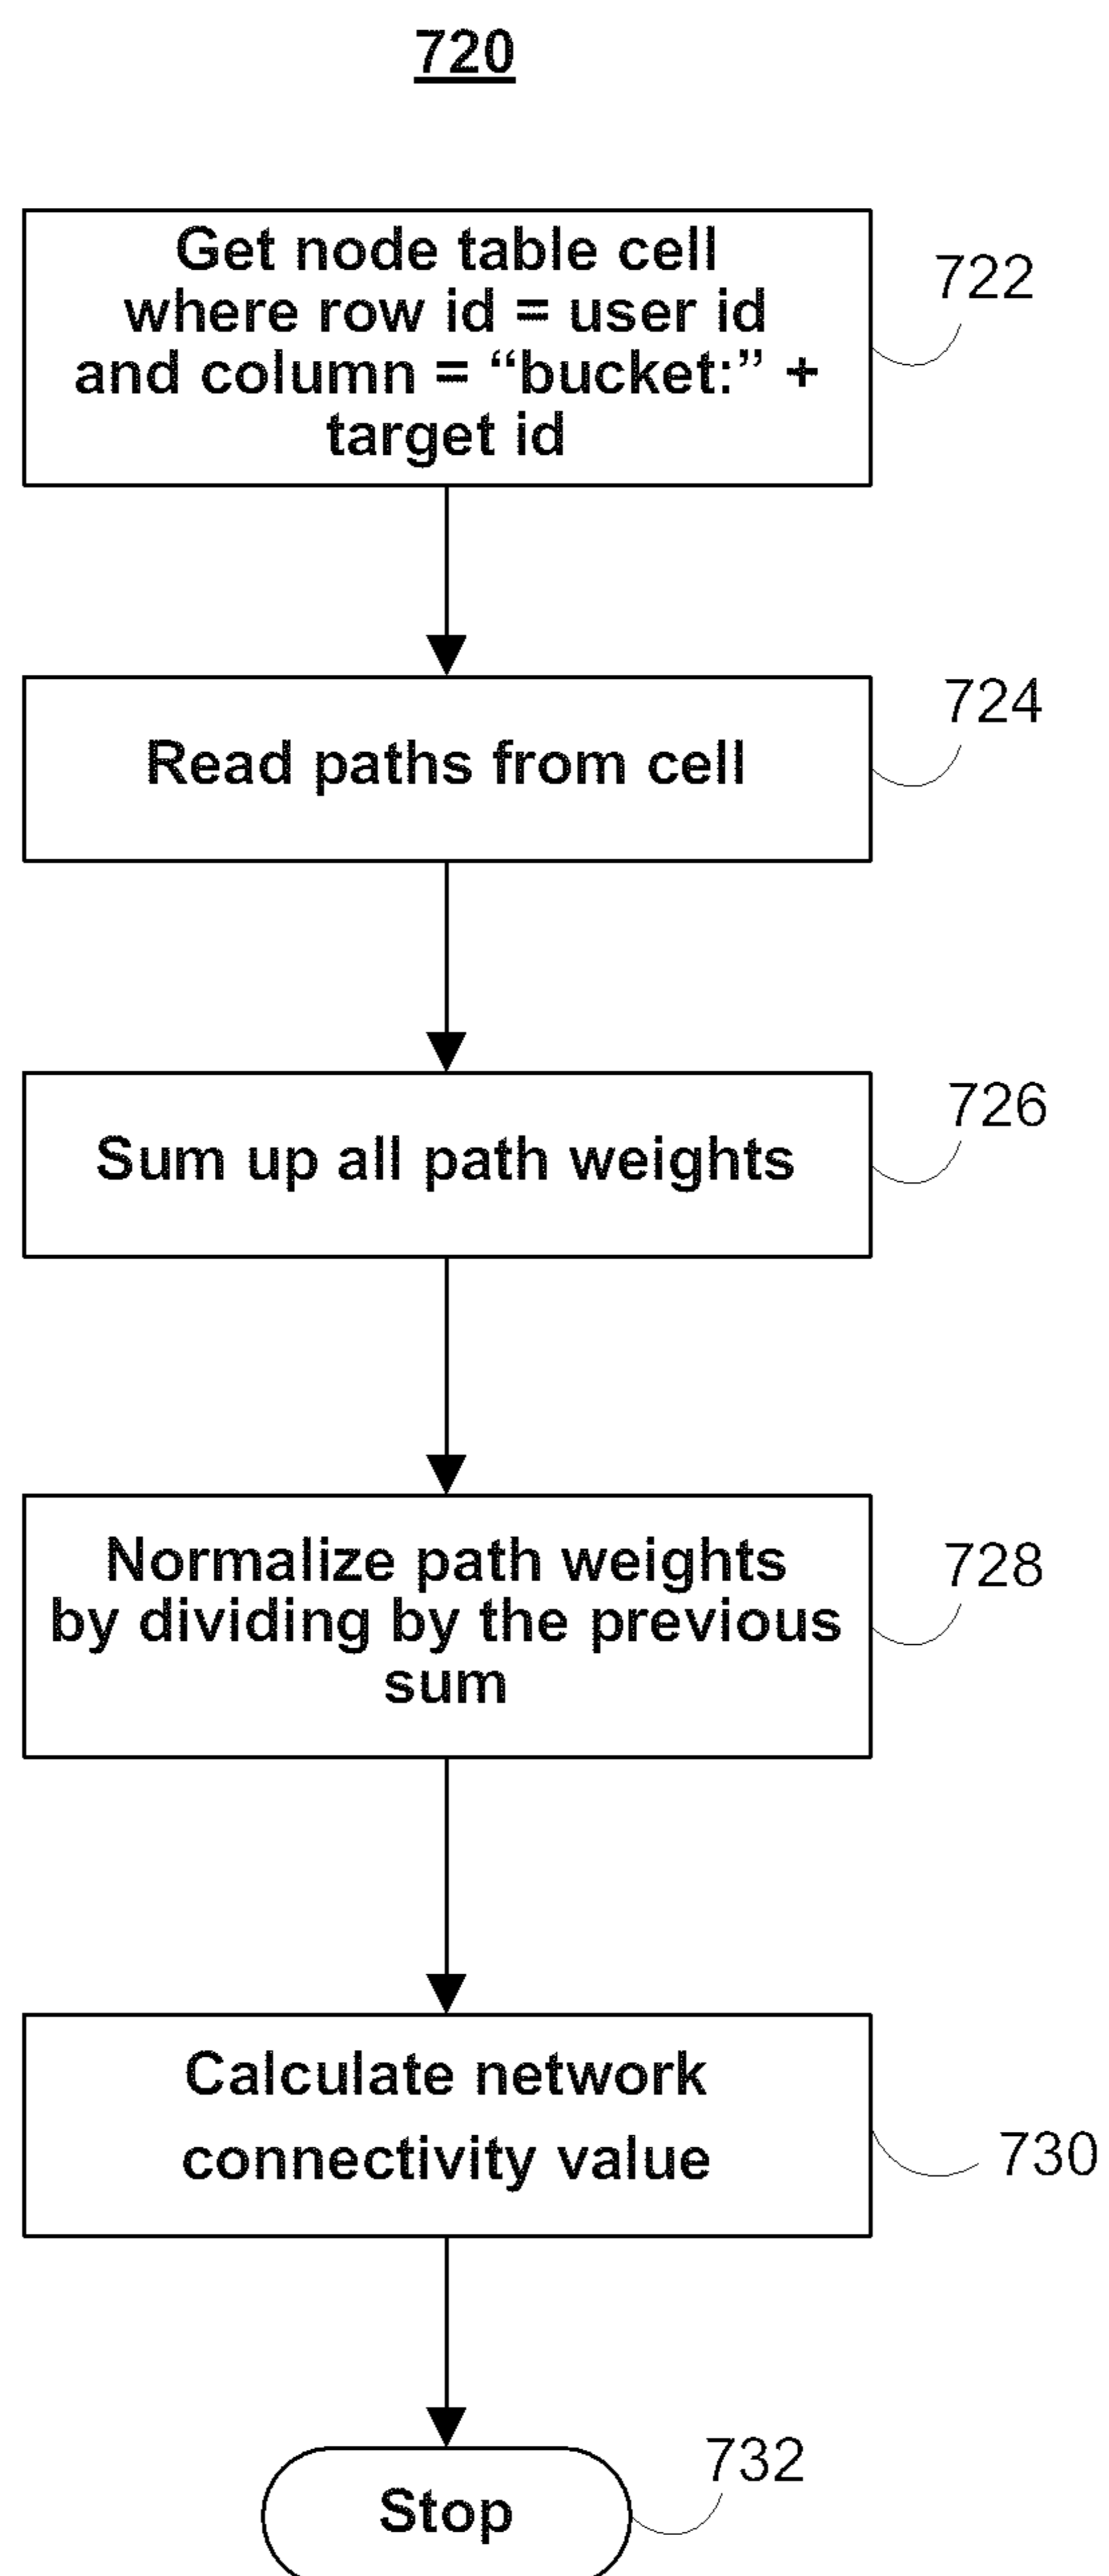 720
Get node table cell
where row id = user id
and column = “bucket:” +
target id
722
Read paths from cell
724
Sum up all path weights
726
Normalize path weights
by dividing by the previous
sum
728
Calculate network
connectivity value
730
Stop
732